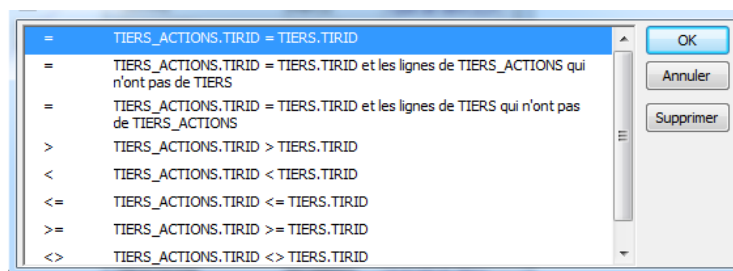 = TIERS_ACTIONS.TIRID = TIERS.TIRID
= TIERS_ACTIONS.TIRID = TIERS.TIRID et les lignes de TIERS_ACTIONS qui
n'ont pas de TIERS
= TIERS_ACTIONS.TIRID = TIERS.TIRID et les lignes de TIERS qui n'ont pas
de TIERS_ACTIONS
> TIERS_ACTIONS.TIRID > TIERS.TIRID
< TIERS_ACTIONS.TIRID < TIERS.TIRID
<= TIERS_ACTIONS.TIRID <= TIERS.TIRID
>= TIERS_ACTIONS.TIRID >= TIERS.TIRID
<> TIERS_ACTIONS.TIRID <> TIERS.TIRID
OK
Annuler
Supprimer